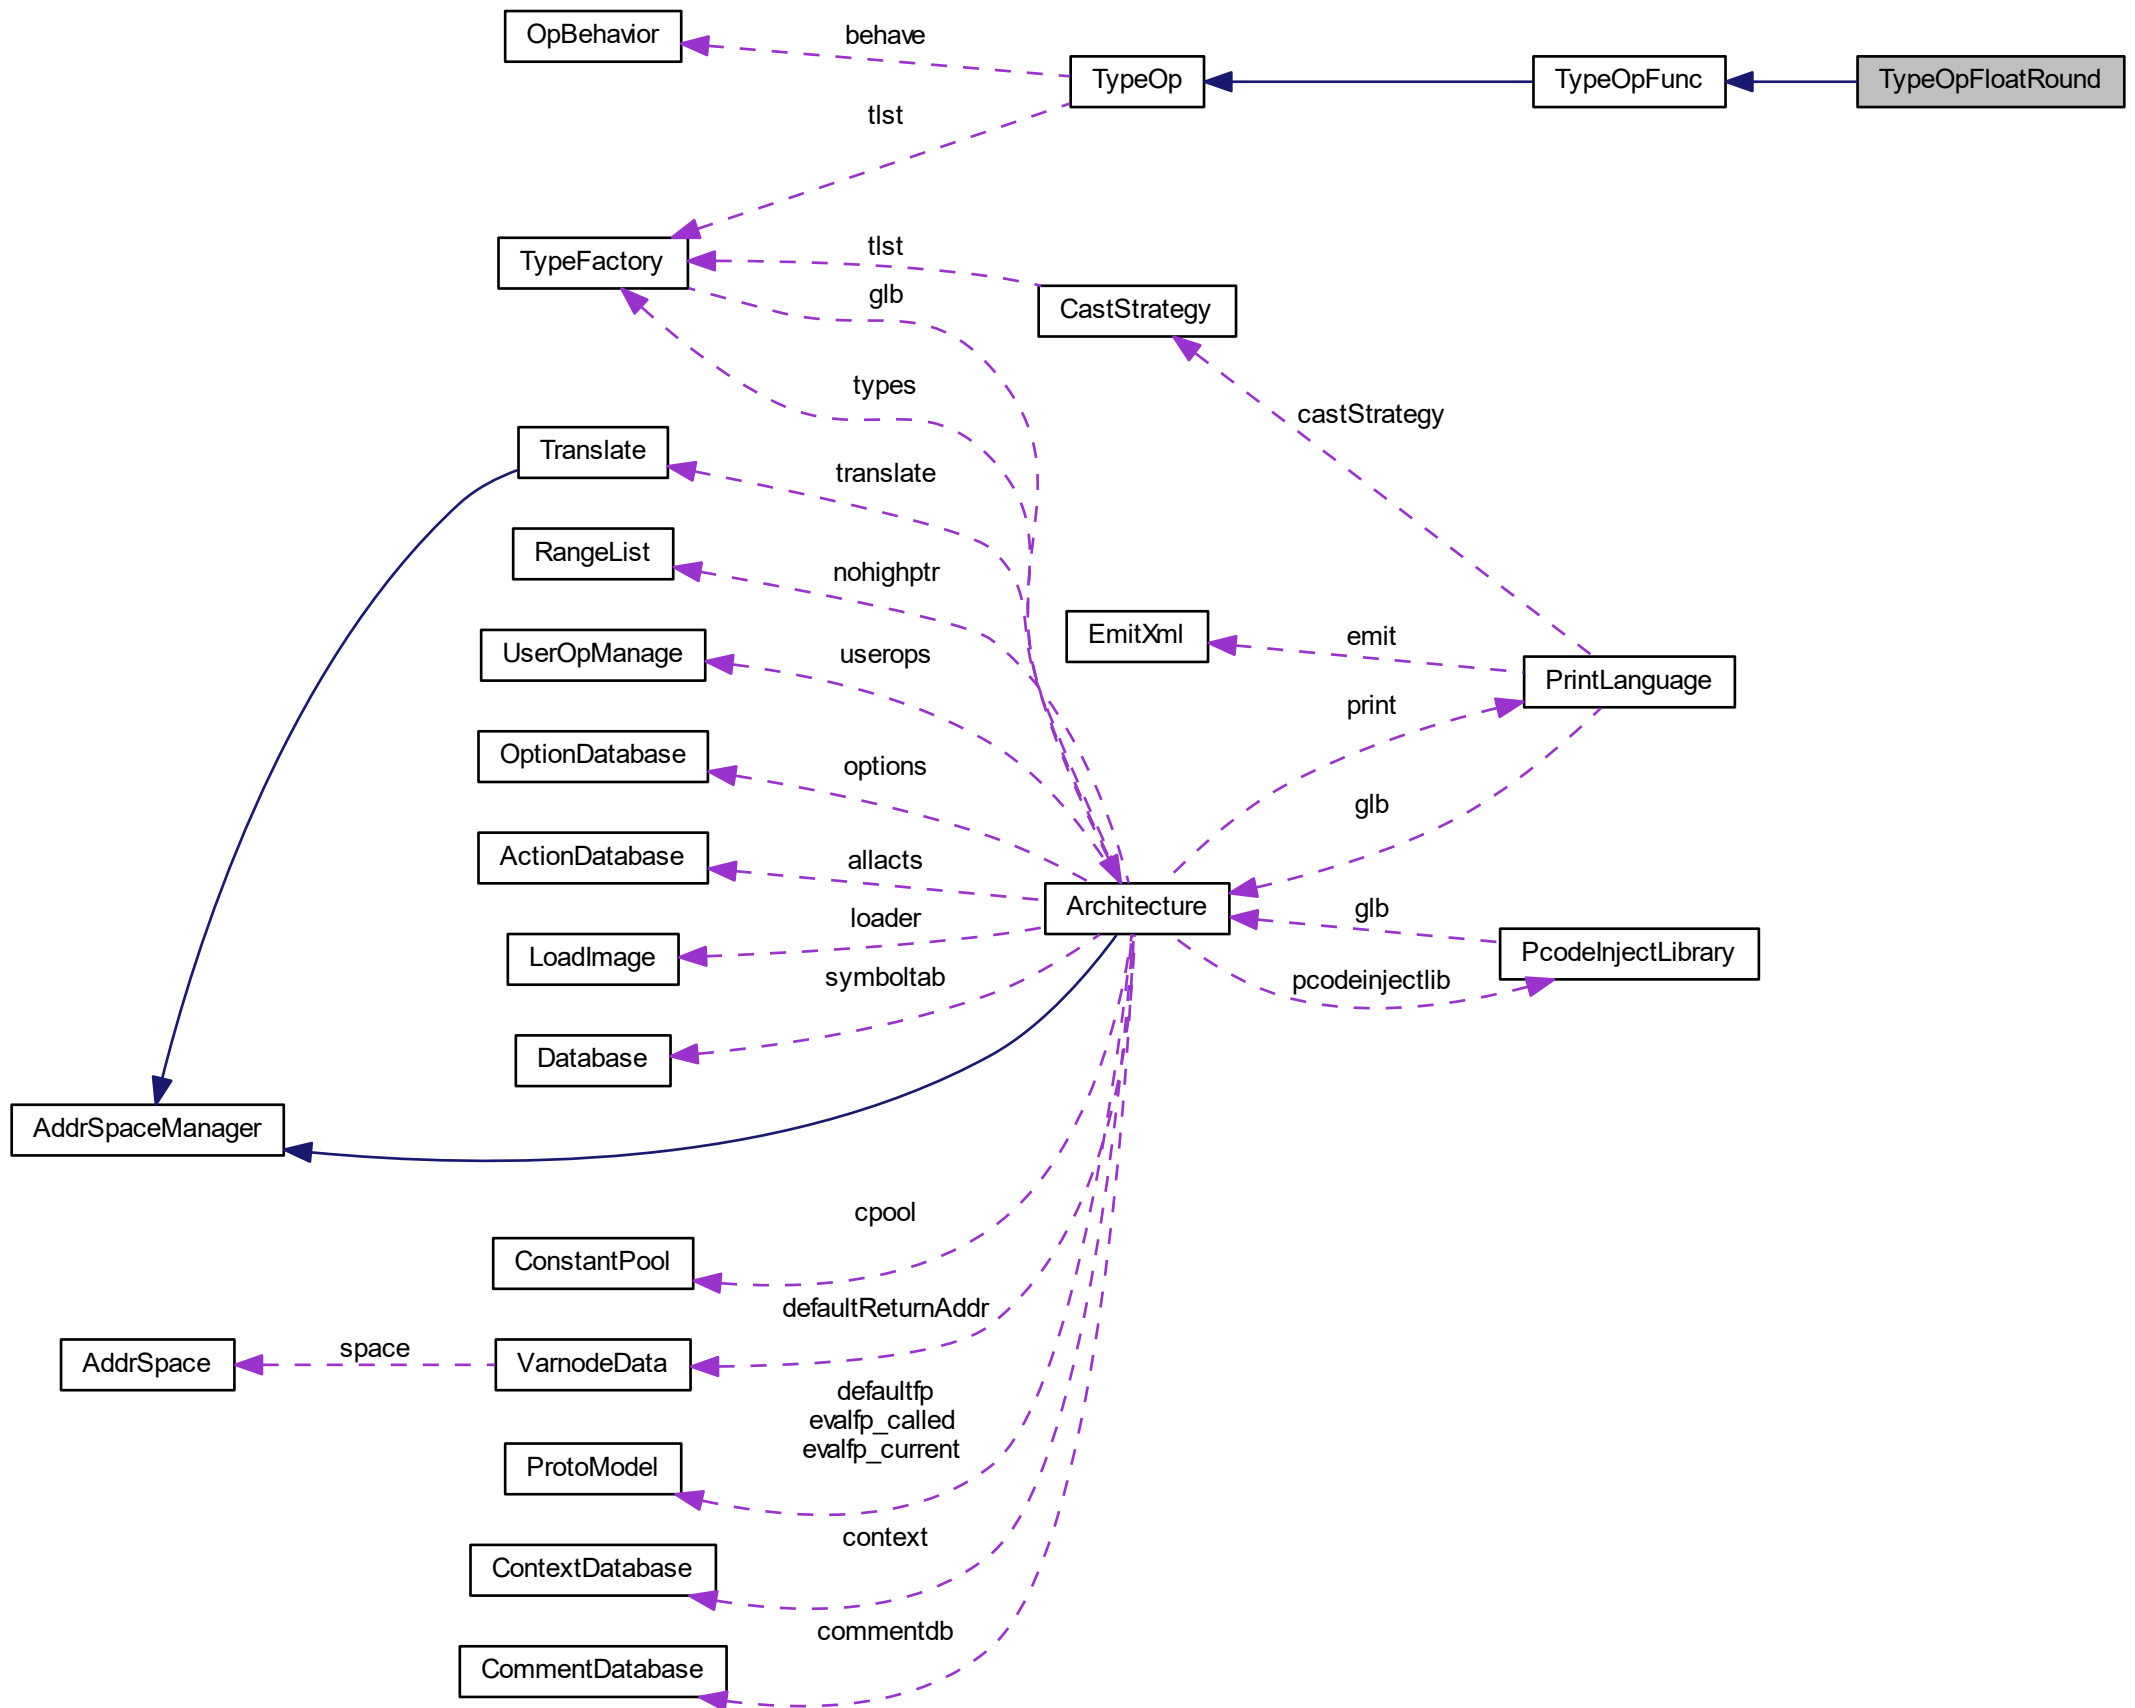 OpBehavior
behave
TypeOp
TypeOpFunc
TypeOpFloatRound
tlst
TypeFactory
tlst
glb
CastStrategy
types
castStrategy
Translate
translate
RangeList
nohighptr
EmitXml
emit
UserOpManage
userops
PrintLanguage
print
OptionDatabase
options
glb
ActionDatabase
allacts
Architecture
glb
LoadImage
loader
PcodeInjectLibrary
symboltab
pcodeinjectlib
Database
AddrSpaceManager
cpool
ConstantPool
defaultReturnAddr
AddrSpace
space
VarnodeData
defaultfp
evalfp_called
evalfp_current
ProtoModel
context
ContextDatabase
commentdb
CommentDatabase